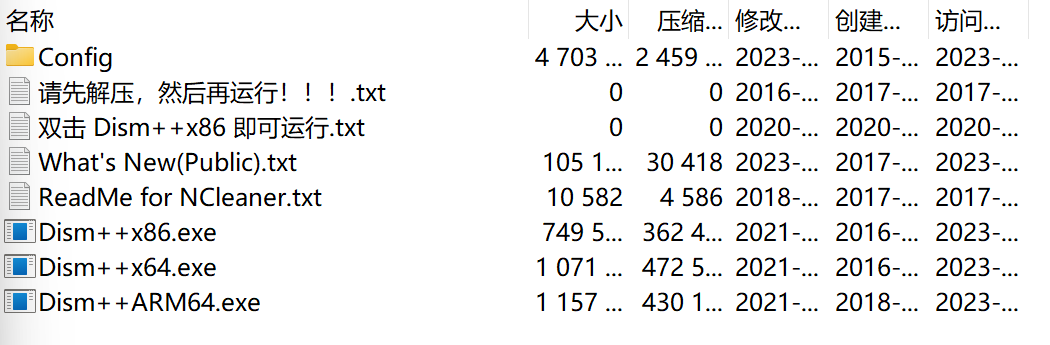 名称 大小 压缩... 修改... 创建... 访问...
Config 4 703 ... 2 459 ... 2023-... 2015-... 2023-...
请先解压，然后再运行！！！.txt 0 0 2016-... 2017-... 2017-...
双击 Dism++x86 即可运行.txt 0 0 2020-... 2020-... 2020-...
What's New(Public).txt 105 1... 30 418 2023-... 2017-... 2023-...
ReadMe for NCleaner.txt 10 582 4 586 2018-... 2017-... 2017-...
Dism++x86.exe 749 5... 362 4... 2021-... 2016-... 2023-...
Dism++x64.exe 1 071 ... 472 5... 2021-... 2016-... 2023-...
Dism++ARM64.exe 1 157 ... 430 1... 2021-... 2018-... 2023-...